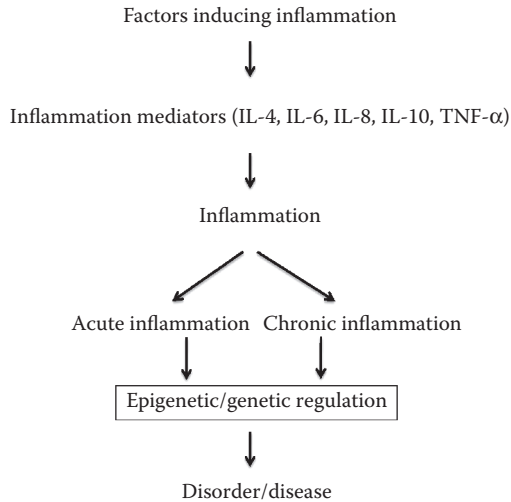 Factors inducing inflammation
Inflammation mediators (IL-4, IL-6, IL-8, IL-10, TNF-α)
Inflammation
Acute inflammation Chronic inflammation
Epigenetic/genetic regulation
Disorder/disease